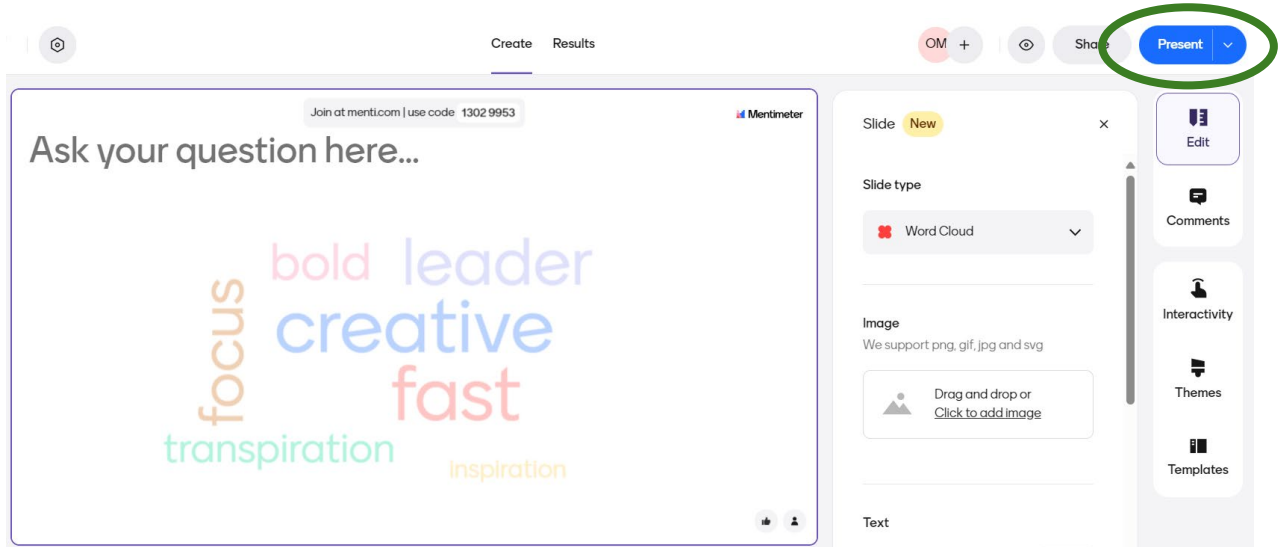 Create Results
OM + Share Present
Join at menti.com | use code 1302 9953
Mentimeter
Ask your question here...
bold leader
focus
creative
fast
transpiration
Inspiration
Slide New
Slide type
Word Cloud
Image
We support png, gif, jpg and svg
Drag and drop or
Click to add image
Text
Edit
Comments
Interactivity
Themes
Templates